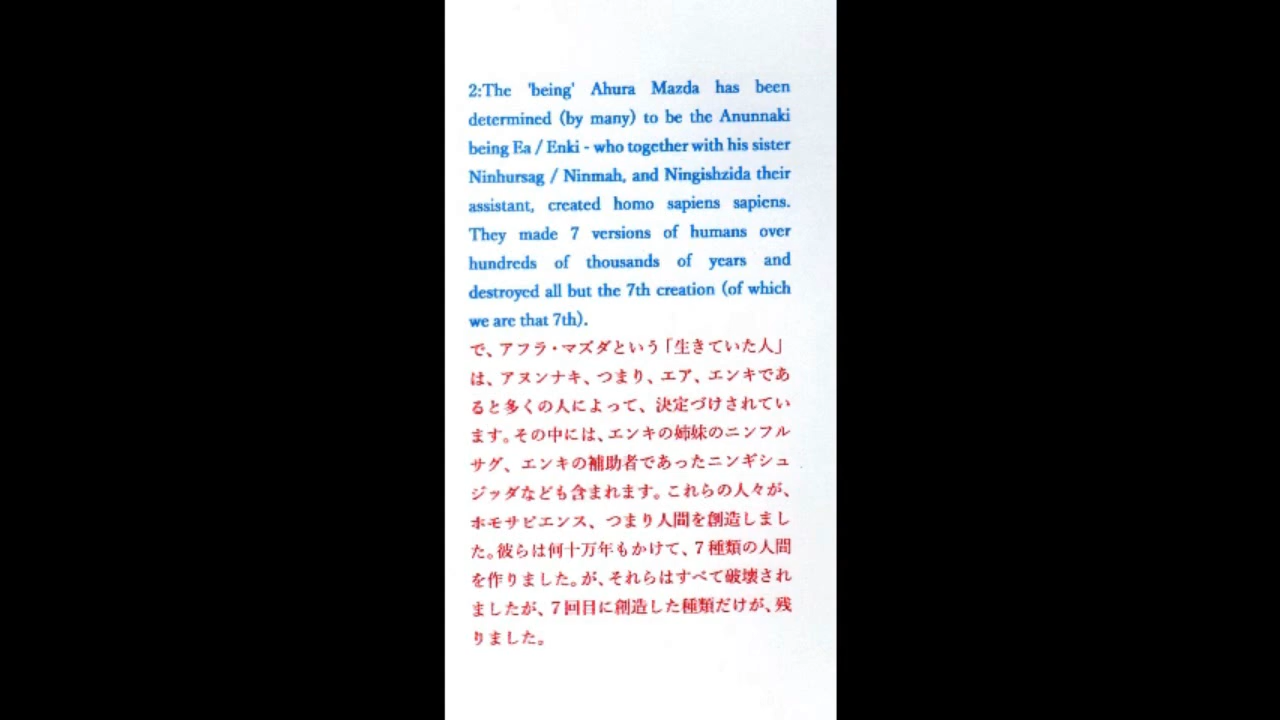 2:The 'being' Ahura Mazda has been
determined (by many) to be the Anunnaki
being Ea / Enki - who together with his sister
Ninhursag / Ninmah, and Ningishzida their
assistant, created homo sapiens sapiens.
They made 7 versions of humans over
hundreds of thousands of years and
destroyed all but the 7th creation (of which
we are that 7th).
で、アフラ・マズダという「生きていた人」
は、アヌンナキ、つまり、エア、エンキであ
ると多くの人によって、決定づけされてい
ます。その中には、エンキの姉妹のニンフル
サグ、エンキの補助者であったニンギシュ
ジッダなども含まれます。これらの人々が、
ホモサピエンス、つまり人間を創造しまし
た。彼らは何十万年もかけて、7種類の人間
を作りました。が、それらはすべて破壊され
ましたが、7回目に創造した種類だけが、残
りました。